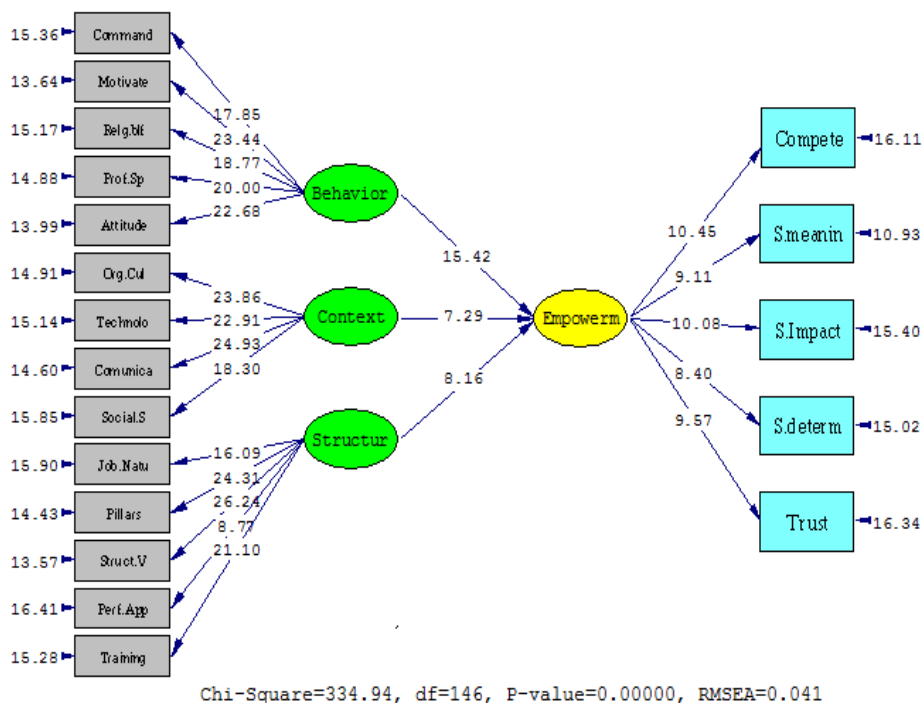 15.36 Command
13.64 Motivate
15.17 Relg.blf
14.88 Prof.Sp
13.99 Attitude
14.91 Org.Cul
15.14 Technolo
14.60 Comunica
15.85 Social.S
15.90 Job.Natu
14.43 Pillars
13.57 Struct.V
16.41 Perf.App
15.28 Training
17.85
23.44
18.77
20.00
22.68
23.86
22.91
24.93
18.30
16.09
24.31
26.24
8.77
21.10
Behavior
Context
Structur
15.42
7.29
8.16
Empowerm
10.45
9.11
10.08
8.40
9.57
Compete 16.11
S.meanin 10.93
S.Impact 15.40
S.determ 15.02
Trust 16.34
Chi-Square=334.94, df=146, P-value=0.00000, RMSEA=0.041